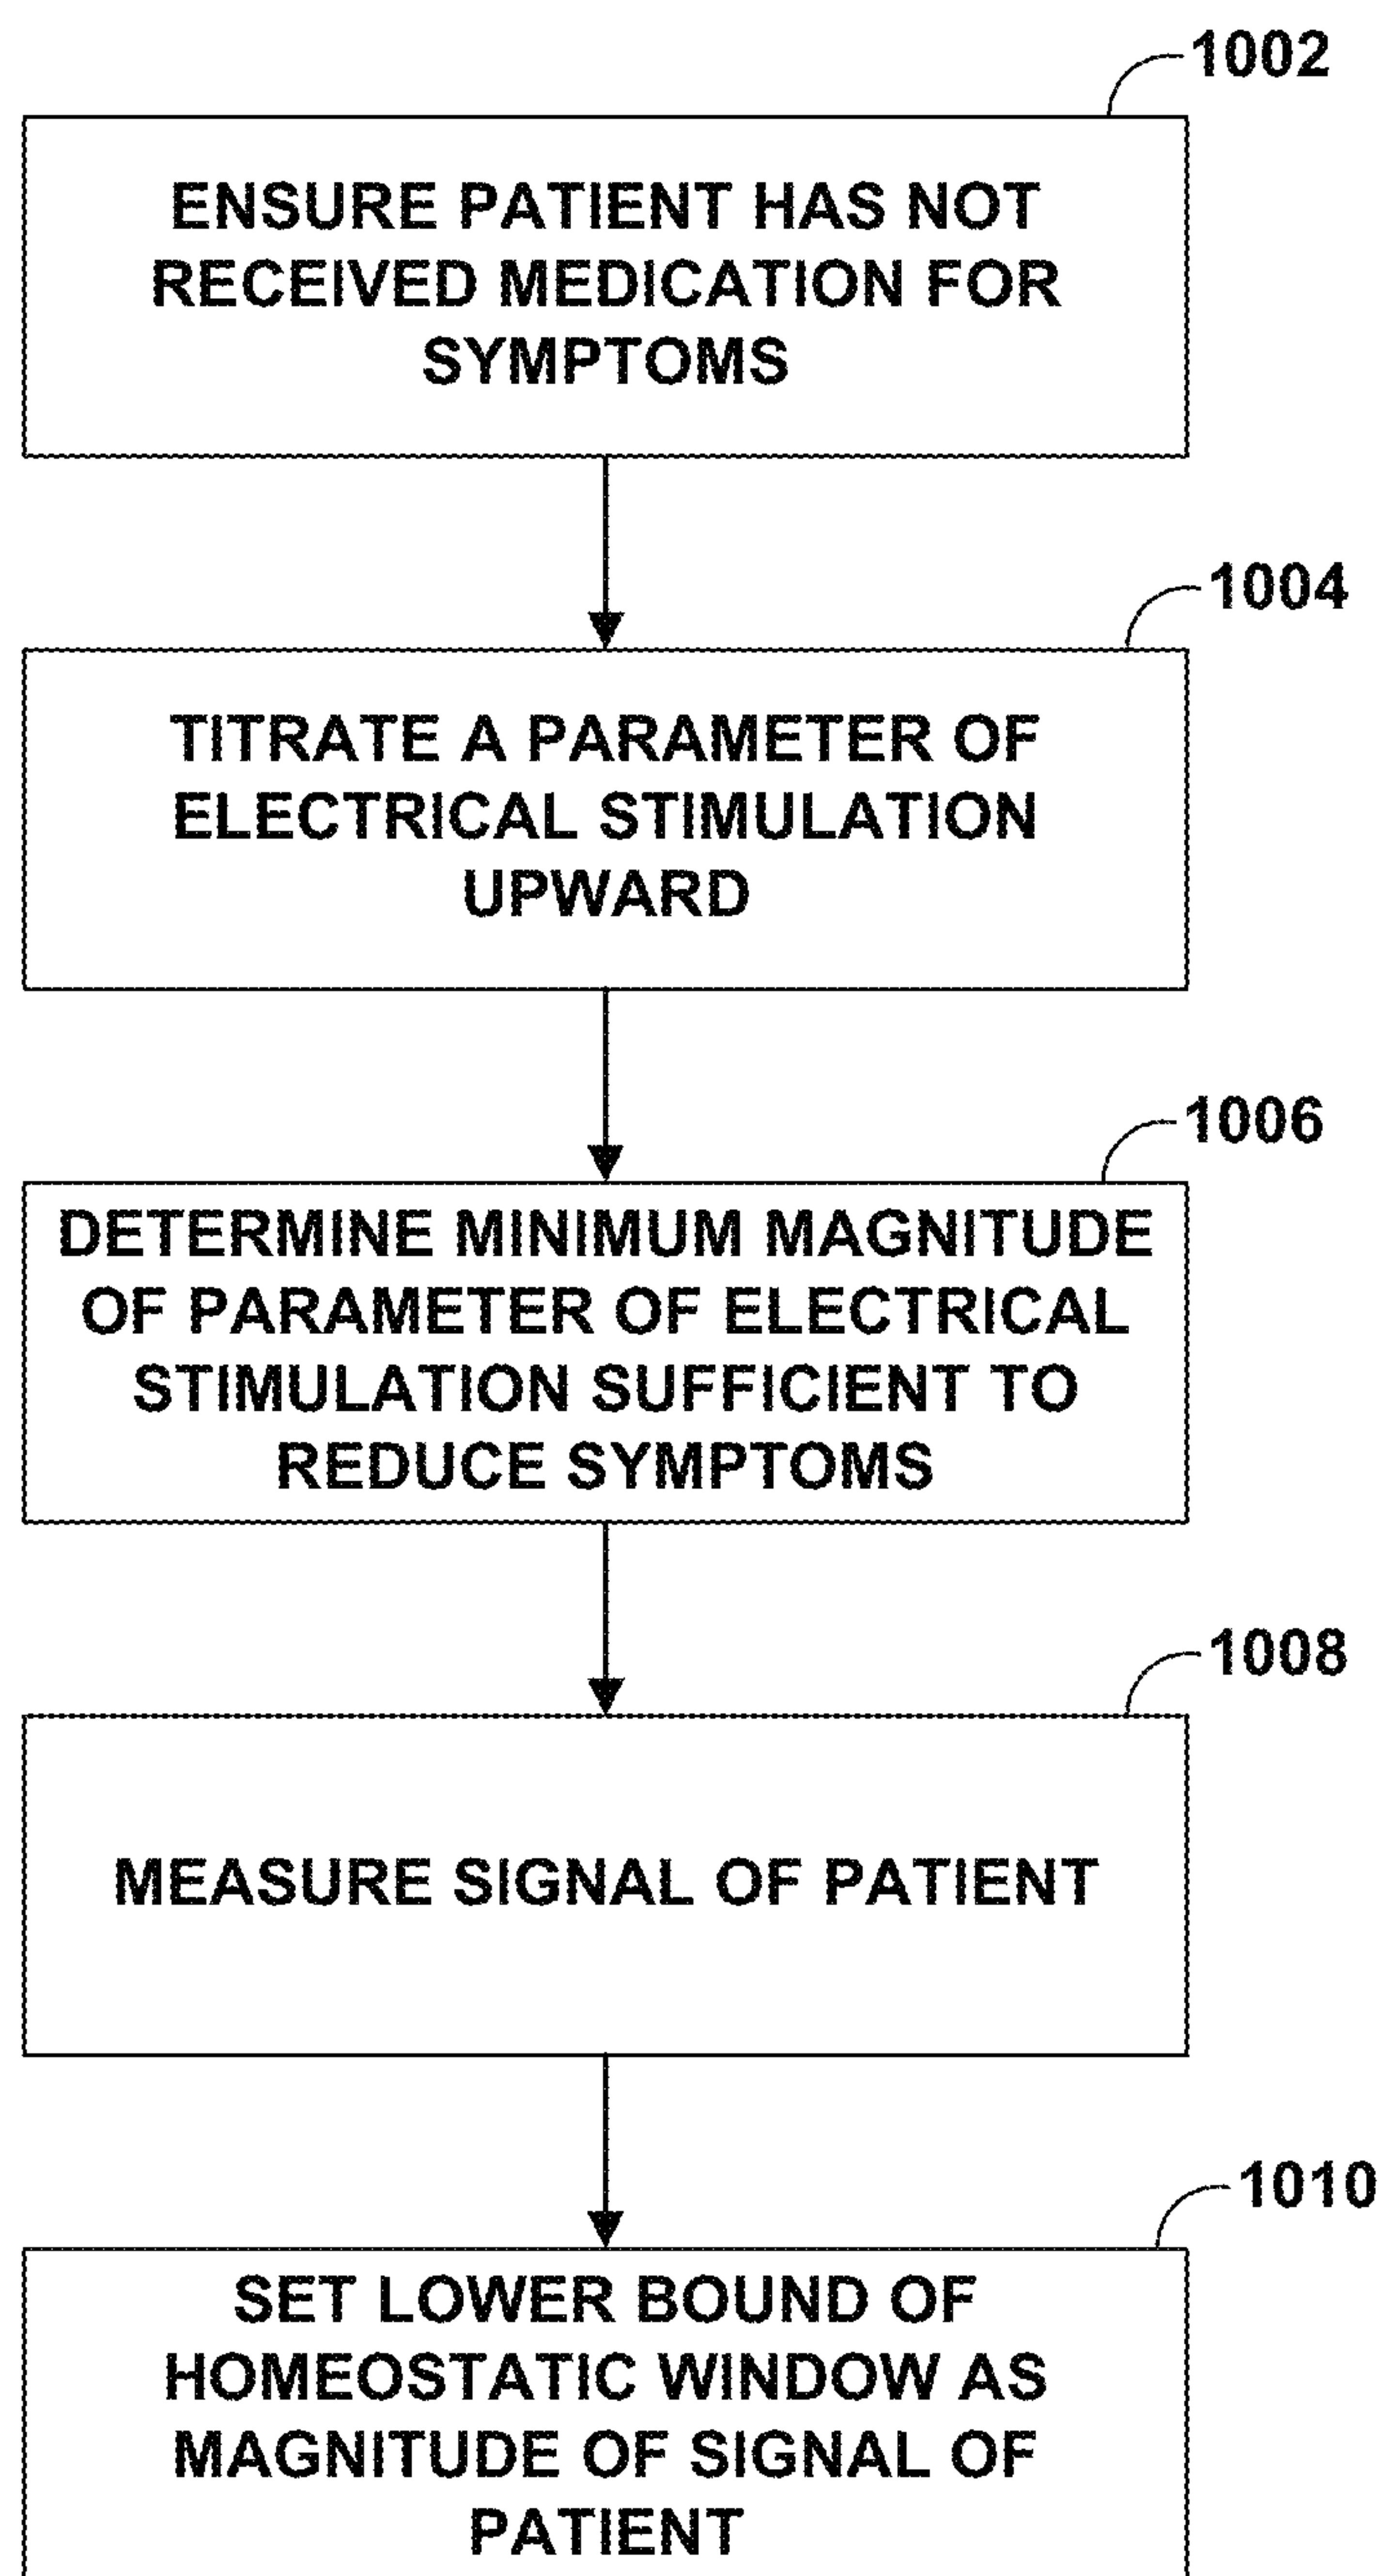 1002
ENSURE PATIENT HAS NOT
RECEIVED MEDICATION FOR
SYMPTOMS
1004
TITRATE A PARAMETER OF
ELECTRICAL STIMULATION
UPWARD
1006
DETERMINE MINIMUM MAGNITUDE
OF PARAMETER OF ELECTRICAL
STIMULATION SUFFICIENT TO
REDUCE SYMPTOMS
1008
MEASURE SIGNAL OF PATIENT
1010
SET LOWER BOUND OF
HOMEOSTATIC WINDOW AS
MAGNITUDE OF SIGNAL OF
PATIENT